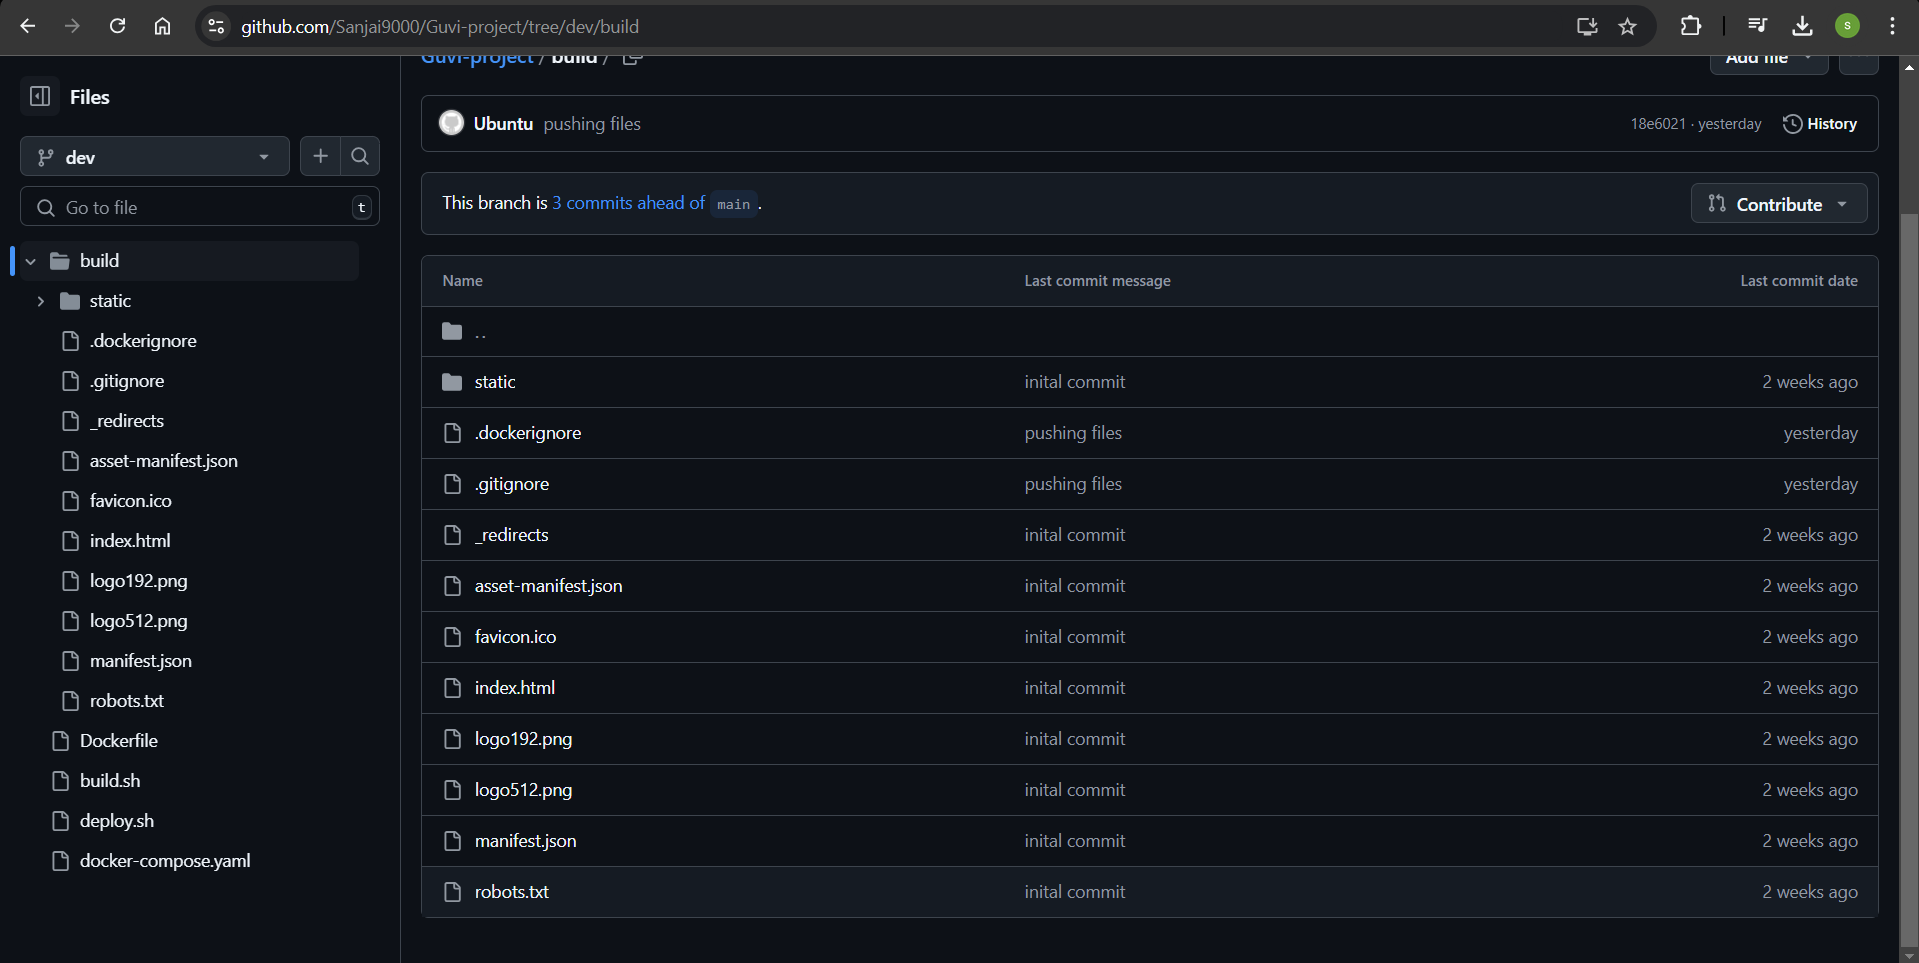 github.com/Sanjai9000/Guvi-project/tree/dev/build
S
Files
dev
Go to file
t
build
static
.dockerignore
.gitignore
_redirects
asset-manifest.json
favicon.ico
index.html
logo192.png
logo512.png
manifest.json
robots.txt
Dockerfile
build.sh
deploy.sh
docker-compose.yaml
Guvi-project / build /
Add file
Ubuntu pushing files
18e6021 · yesterday
History
This branch is 3 commits ahead of main .
Contribute
Name Last commit message Last commit date
..
static inital commit 2 weeks ago
.dockerignore pushing files yesterday
.gitignore pushing files yesterday
_redirects inital commit 2 weeks ago
asset-manifest.json inital commit 2 weeks ago
favicon.ico inital commit 2 weeks ago
index.html inital commit 2 weeks ago
logo192.png inital commit 2 weeks ago
logo512.png inital commit 2 weeks ago
manifest.json inital commit 2 weeks ago
robots.txt inital commit 2 weeks ago